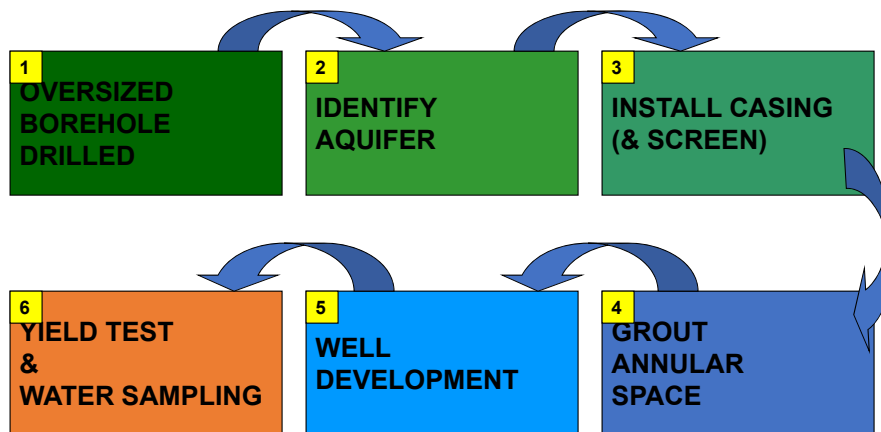 1
OVERSIZED
BOREHOLE
DRILLED
2
IDENTIFY
AQUIFER
3
INSTALL CASING
(& SCREEN)
4
GROUT
ANNULAR
SPACE
5
WELL
DEVELOPMENT
6
YIELD TEST
&
WATER SAMPLING